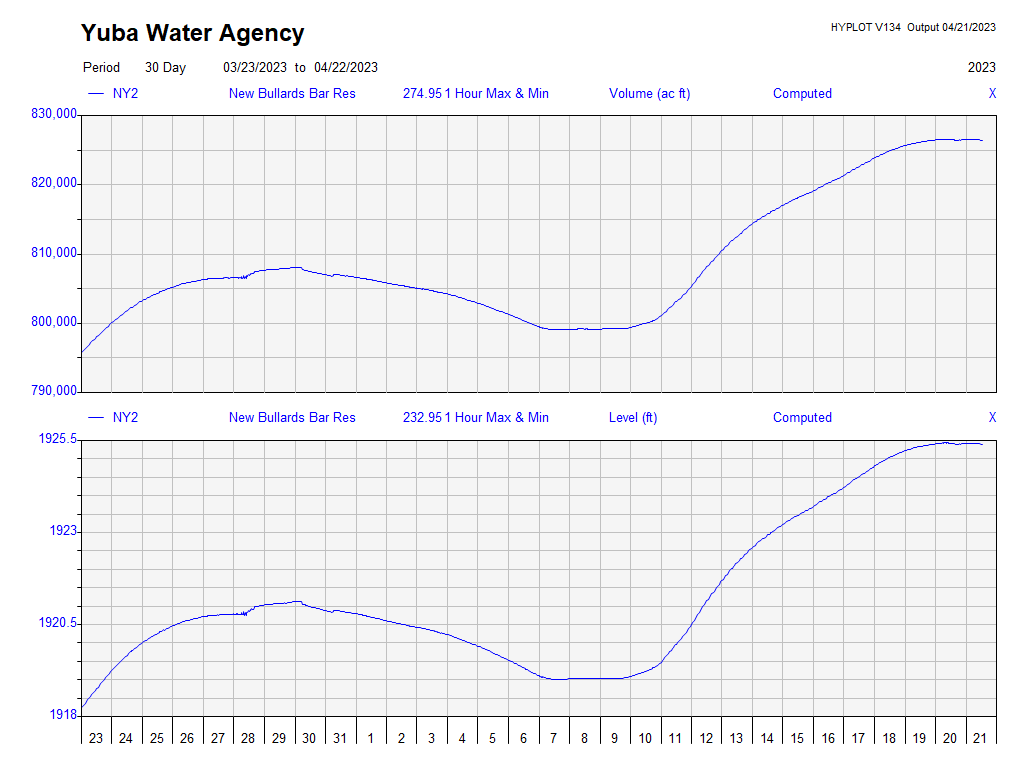 Yuba Water Agency
HYPLOT V134 Output 04/21/2023
Period 30 Day 03/23/2023 to 04/22/2023 2023
NY2 New Bullards Bar Res 274.95 1 Hour Max & Min Volume (ac ft) Computed X
830,000
820,000
810,000
800,000
790,000
NY2 New Bullards Bar Res 232.95 1 Hour Max & Min Level (ft) Computed X
1925.5
1923
1920.5
1918
23 24 25 26 27 28 29 30 31 1 2 3 4 5 6 7 8 9 10 11 12 13 14 15 16 17 18 19 20 21